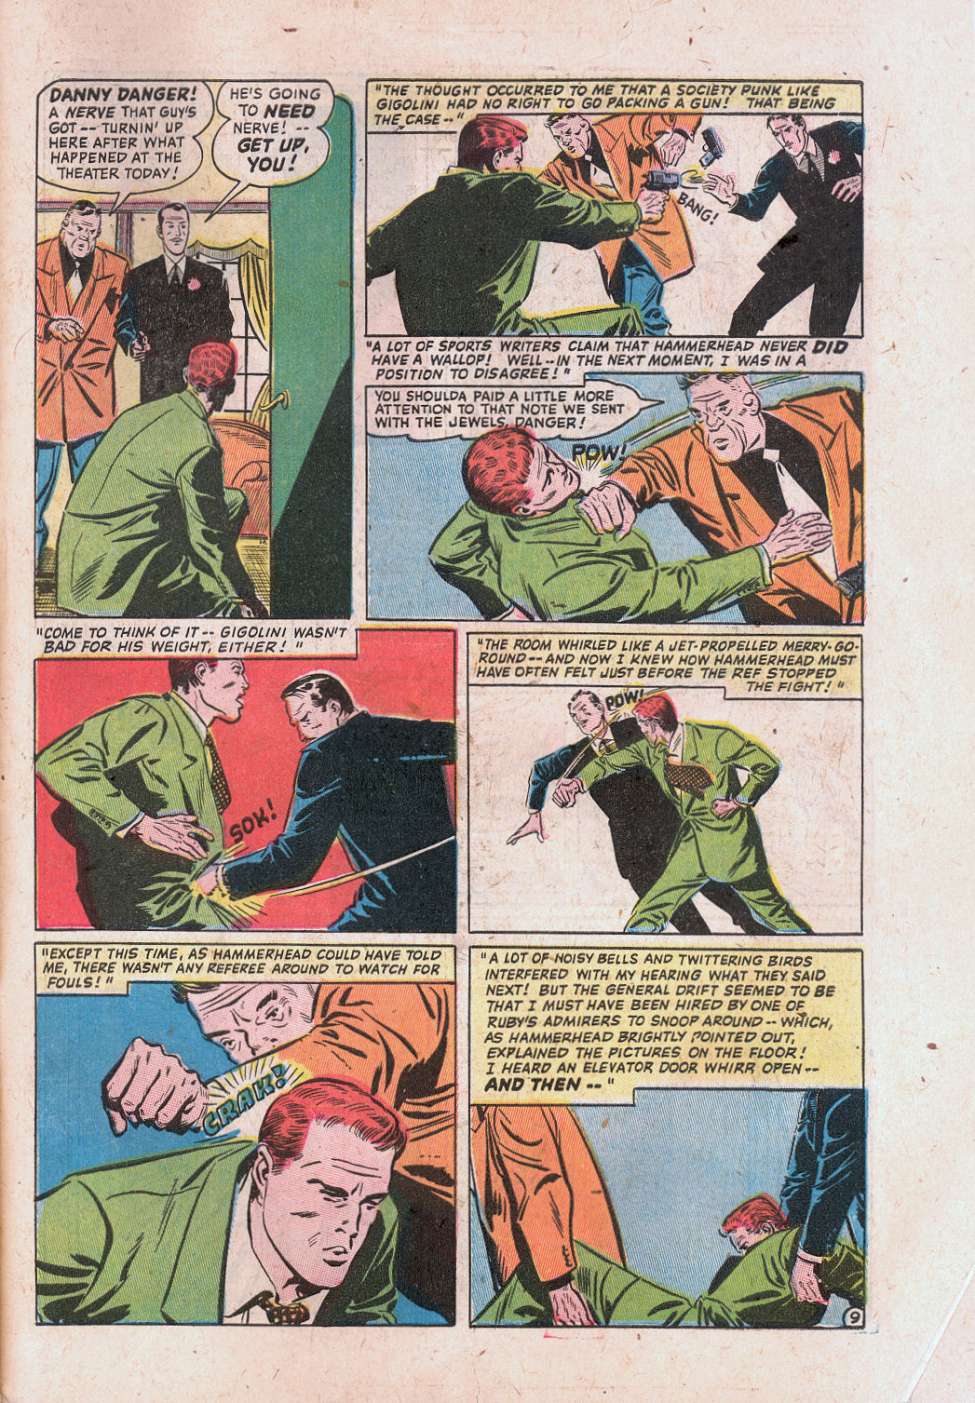 DANNY DANGER!
A NERVE THAT GUY'S
GOT -- TURNIN' UP
HERE AFTER WHAT
HAPPENED AT THE
THEATER TODAY!
HE'S GOING
TO NEED
NERVE! --
GET UP,
YOU!
"THE THOUGHT OCCURRED TO ME THAT A SOCIETY PUNK LIKE
GIGOLINI HAD NO RIGHT TO GO PACKING A GUN! THAT BEING
THE CASE --"
BANG!
"A LOT OF SPORTS WRITERS CLAIM THAT HAMMERHEAD NEVER DID
HAVE A WALLOP! WELL -- IN THE NEXT MOMENT, I WAS IN A
POSITION TO DISAGREE!"
YOU SHOULDA PAID A LITTLE MORE
ATTENTION TO THAT NOTE WE SENT
WITH THE JEWELS, DANGER!
POW!
"COME TO THINK OF IT -- GIGOLINI WASN'T
BAD FOR HIS WEIGHT, EITHER!"
SOK!
"THE ROOM WHIRLED LIKE A JET-PROPELLED MERRY-GO-
ROUND -- AND NOW I KNEW HOW HAMMERHEAD MUST
HAVE OFTEN FELT JUST BEFORE THE REF STOPPED
THE FIGHT!"
POW!
"EXCEPT THIS TIME, AS HAMMERHEAD COULD HAVE TOLD
ME, THERE WASN'T ANY REFEREE AROUND TO WATCH FOR
FOULS!"
CRAK!
"A LOT OF NOISY BELLS AND TWITTERING BIRDS
INTERFERED WITH MY HEARING WHAT THEY SAID
NEXT! BUT THE GENERAL DRIFT SEEMED TO BE
THAT I MUST HAVE BEEN HIRED BY ONE OF
RUBY'S ADMIRERS TO SNOOP AROUND -- WHICH,
AS HAMMERHEAD BRIGHTLY POINTED OUT,
EXPLAINED THE PICTURES ON THE FLOOR!
I HEARD AN ELEVATOR DOOR WHIRR OPEN --
AND THEN --"
9